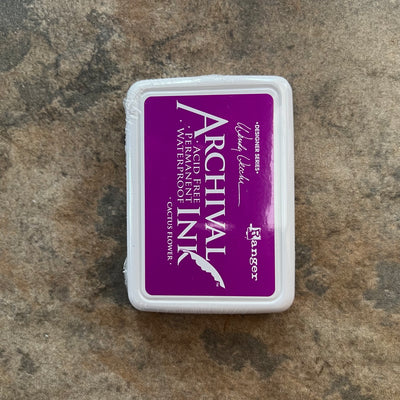 •DESIGNER SERIES•
Wendy Vecchi
Ranger
ARCHIVAL INK
• ACID FREE
• PERMANENT
• WATERPROOF
• CACTUS FLOWER •